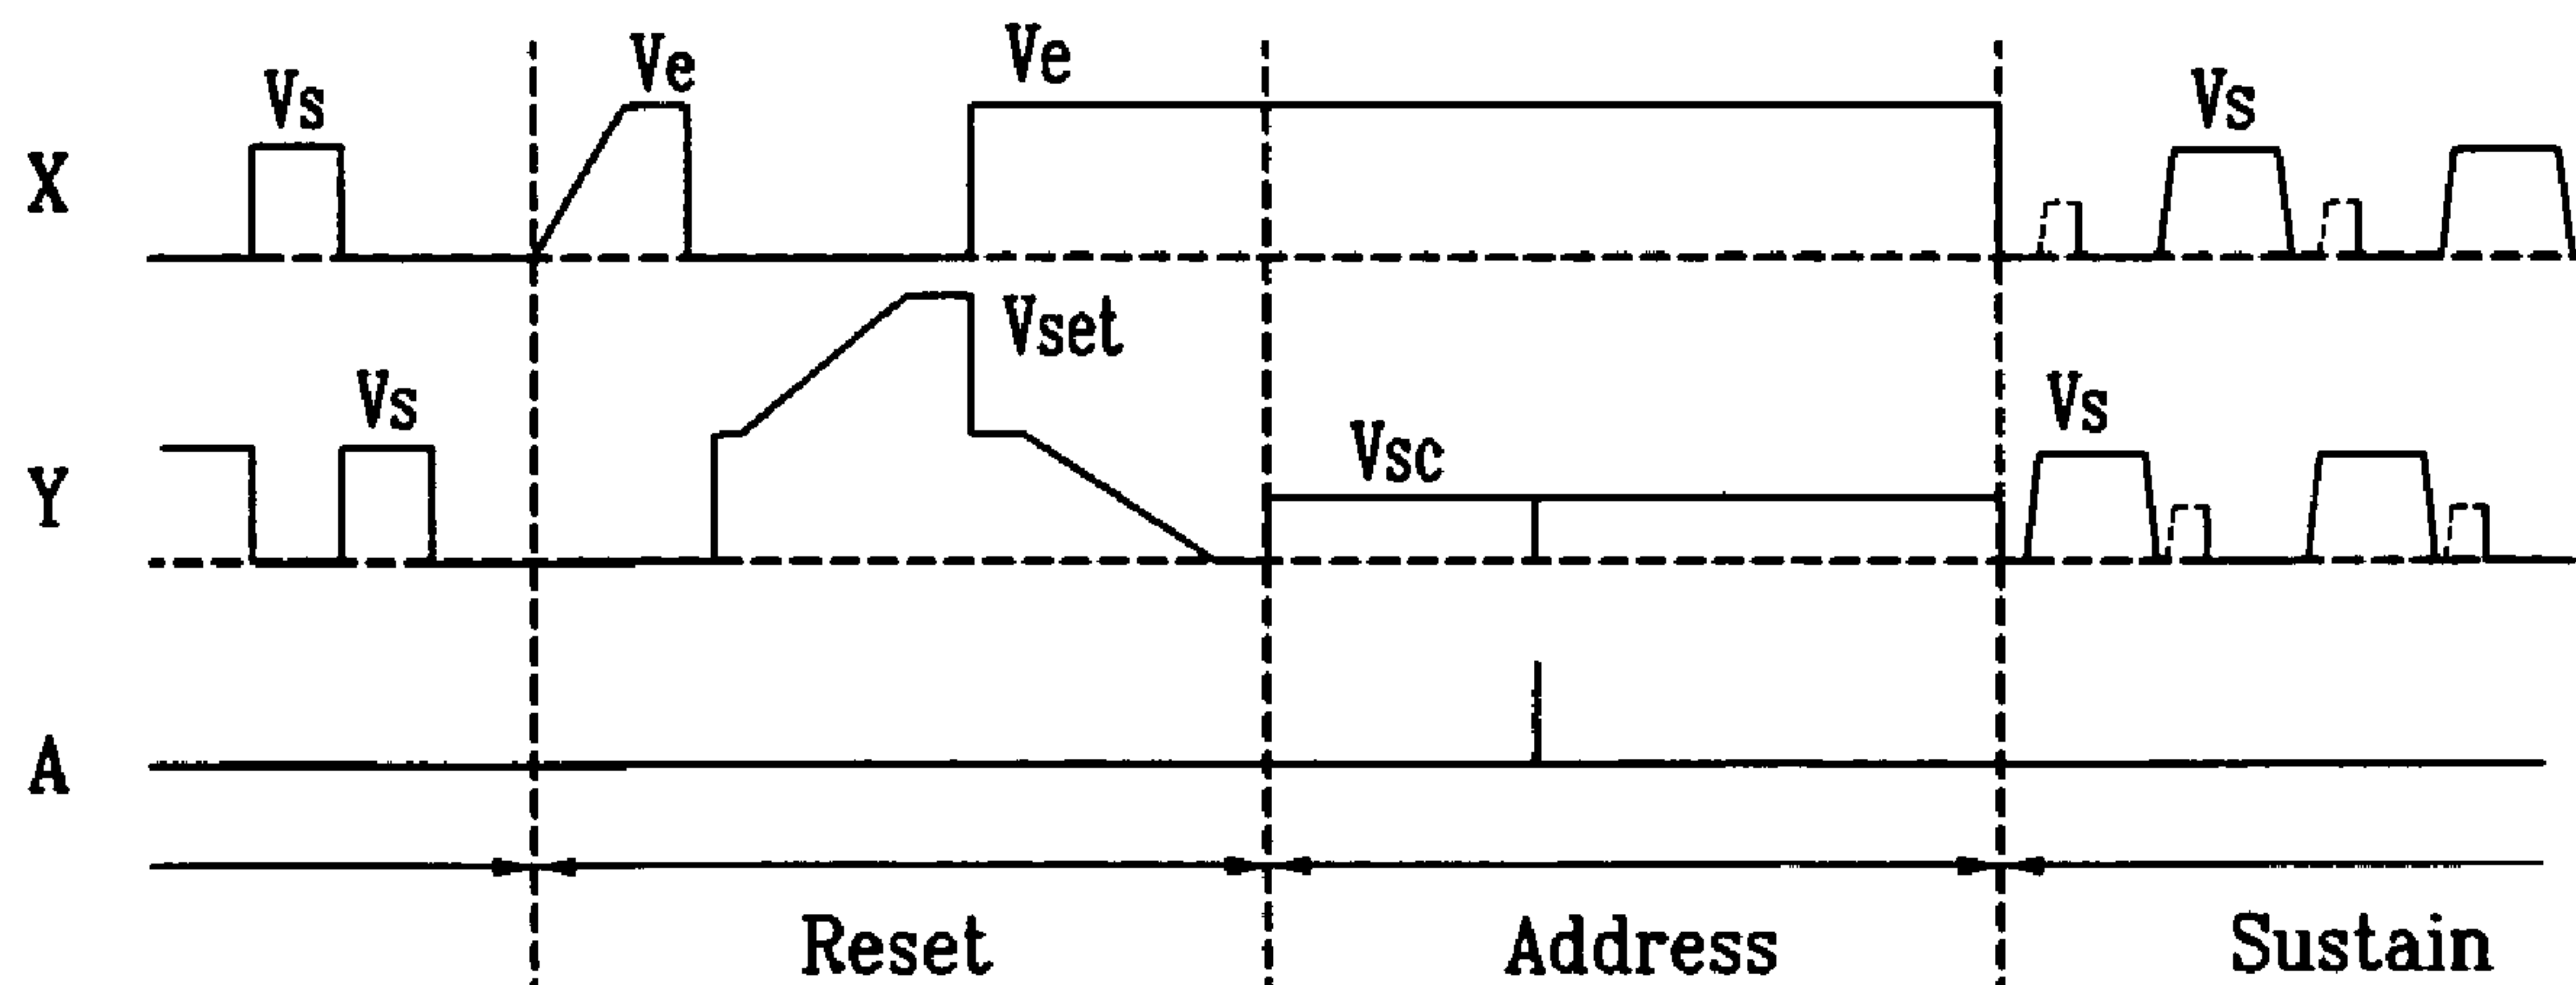 Vs Ve Ve Vs
X
Vset
Vs Vsc Vs
Y
A
Reset Address Sustain